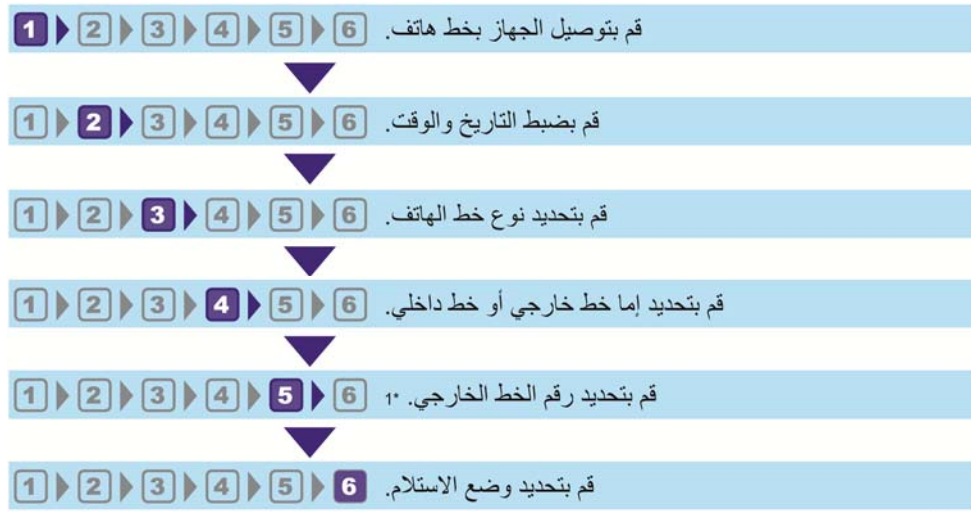 1 2 3 4 5 6 قم بتوصيل الجهاز بخط هاتف.
1 2 3 4 5 6 قم بضبط التاريخ والوقت.
1 2 3 4 5 6 قم بتحديد نوع خط الهاتف.
1 2 3 4 5 6 قم بتحديد إما خط خارجي أو خط داخلي.
1 2 3 4 5 6 قم بتحديد رقم الخط الخارجي. *1
1 2 3 4 5 6 قم بتحديد وضع الاستلام.